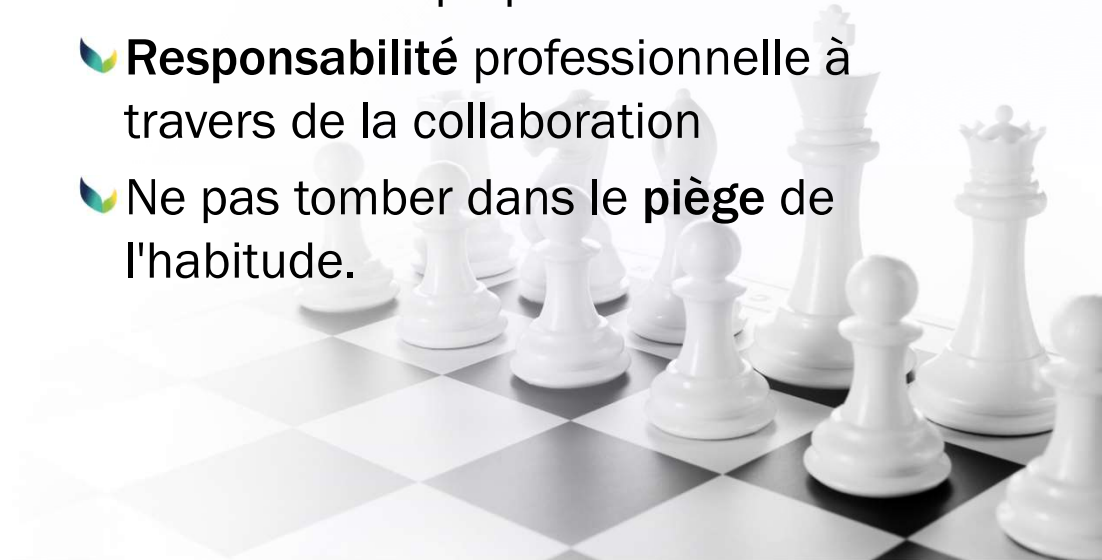 Responsabilité professionnelle à
travers de la collaboration
Ne pas tomber dans le piège de
l'habitude.